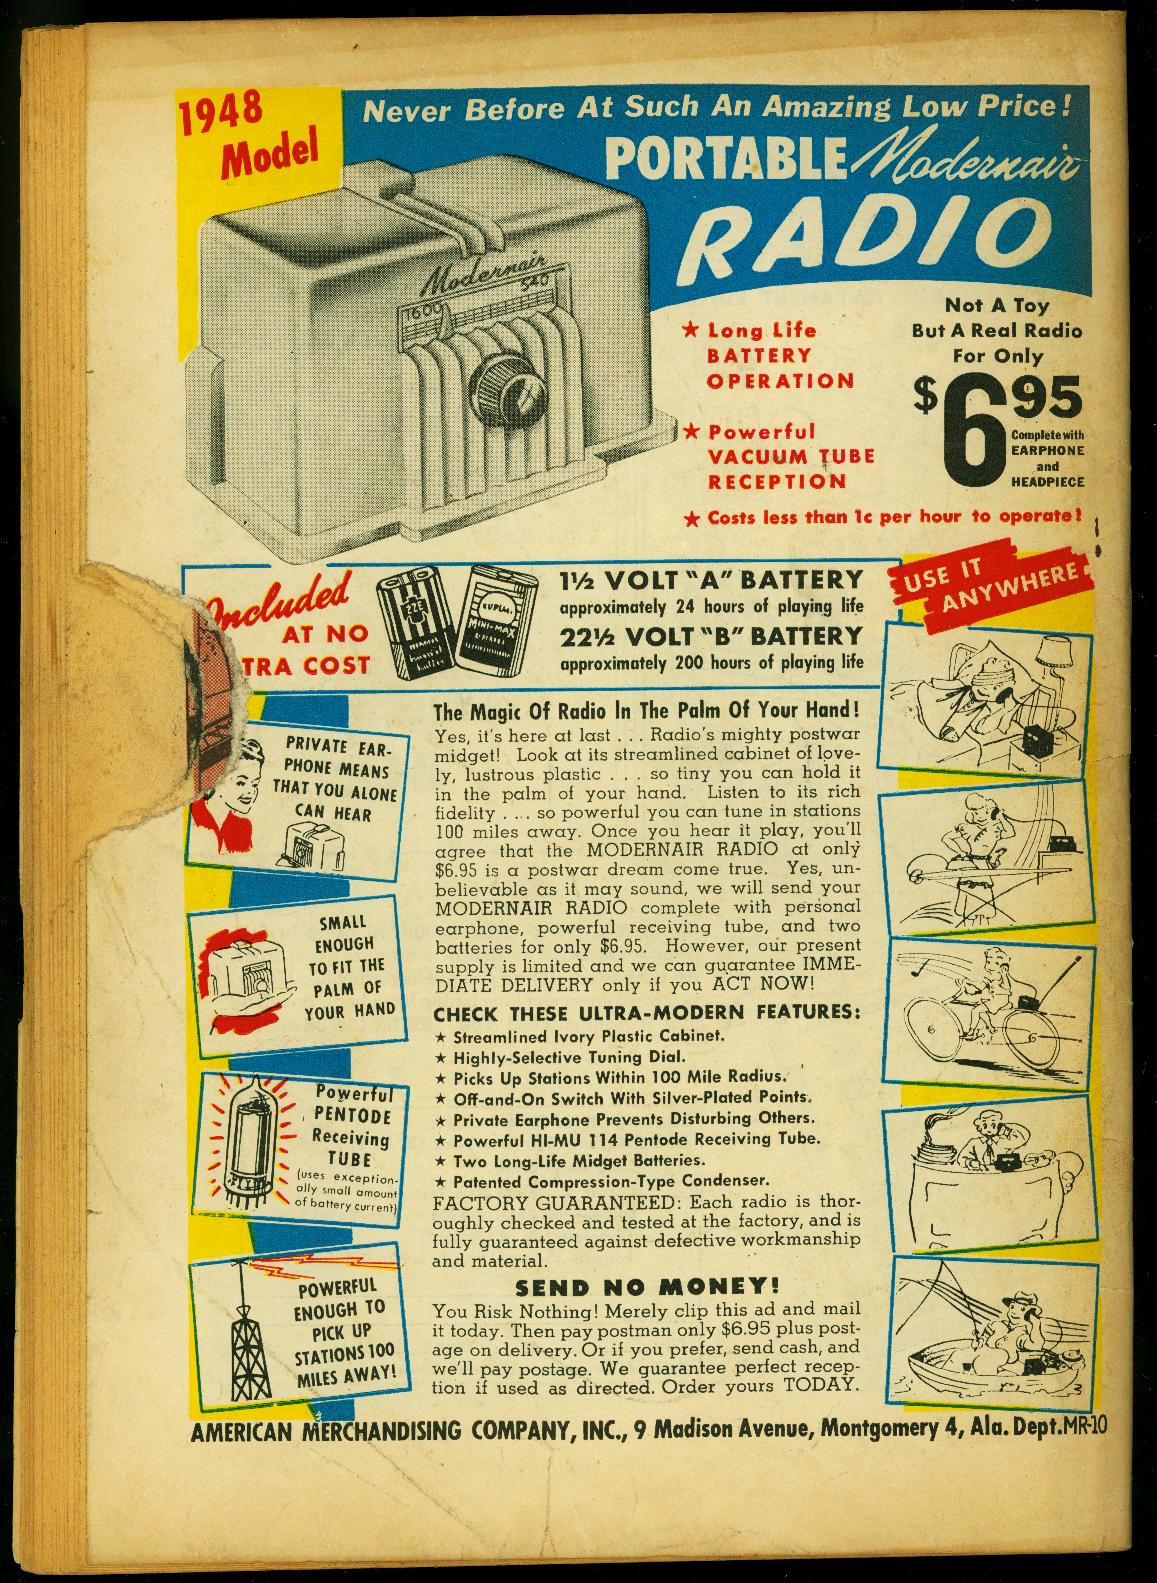 1948
Model
Never Before At Such An Amazing Low Price!
PORTABLE Modernair
RADIO
Modernair
1600 540
★ Long Life
BATTERY
OPERATION
★ Powerful
VACUUM TUBE
RECEPTION
★ Costs less than 1c per hour to operate!
Not A Toy
But A Real Radio
For Only
$6 95
Complete with
EARPHONE
and
HEADPIECE
Included
AT NO
TRA COST
MINI-MAX
1½ VOLT "A" BATTERY
approximately 24 hours of playing life
22½ VOLT "B" BATTERY
approximately 200 hours of playing life
USE IT
ANYWHERE
PRIVATE EAR-
PHONE MEANS
THAT YOU ALONE
CAN HEAR
SMALL
ENOUGH
TO FIT THE
PALM OF
YOUR HAND
Powerful
PENTODE
Receiving
TUBE
(uses exception-
ally small amount
of battery current)
POWERFUL
ENOUGH TO
PICK UP
STATIONS 100
MILES AWAY!
The Magic Of Radio In The Palm Of Your Hand!
Yes, it's here at last . . . Radio's mighty postwar
midget! Look at its streamlined cabinet of love-
ly, lustrous plastic . . . so tiny you can hold it
in the palm of your hand. Listen to its rich
fidelity . . . so powerful you can tune in stations
100 miles away. Once you hear it play, you'll
agree that the MODERNAIR RADIO at only
$6.95 is a postwar dream come true. Yes, un-
believable as it may sound, we will send your
MODERNAIR RADIO complete with personal
earphone, powerful receiving tube, and two
batteries for only $6.95. However, our present
supply is limited and we can guarantee IMME-
DIATE DELIVERY only if you ACT NOW!
CHECK THESE ULTRA-MODERN FEATURES:
★ Streamlined Ivory Plastic Cabinet.
★ Highly-Selective Tuning Dial.
★ Picks Up Stations Within 100 Mile Radius.
★ Off-and-On Switch With Silver-Plated Points.
★ Private Earphone Prevents Disturbing Others.
★ Powerful HI-MU 114 Pentode Receiving Tube.
★ Two Long-Life Midget Batteries.
★ Patented Compression-Type Condenser.
FACTORY GUARANTEED: Each radio is thor-
oughly checked and tested at the factory, and is
fully guaranteed against defective workmanship
and material.
SEND NO MONEY!
You Risk Nothing! Merely clip this ad and mail
it today. Then pay postman only $6.95 plus post-
age on delivery. Or if you prefer, send cash, and
we'll pay postage. We guarantee perfect recep-
tion if used as directed. Order yours TODAY.
AMERICAN MERCHANDISING COMPANY, INC., 9 Madison Avenue, Montgomery 4, Ala. Dept. MR-10